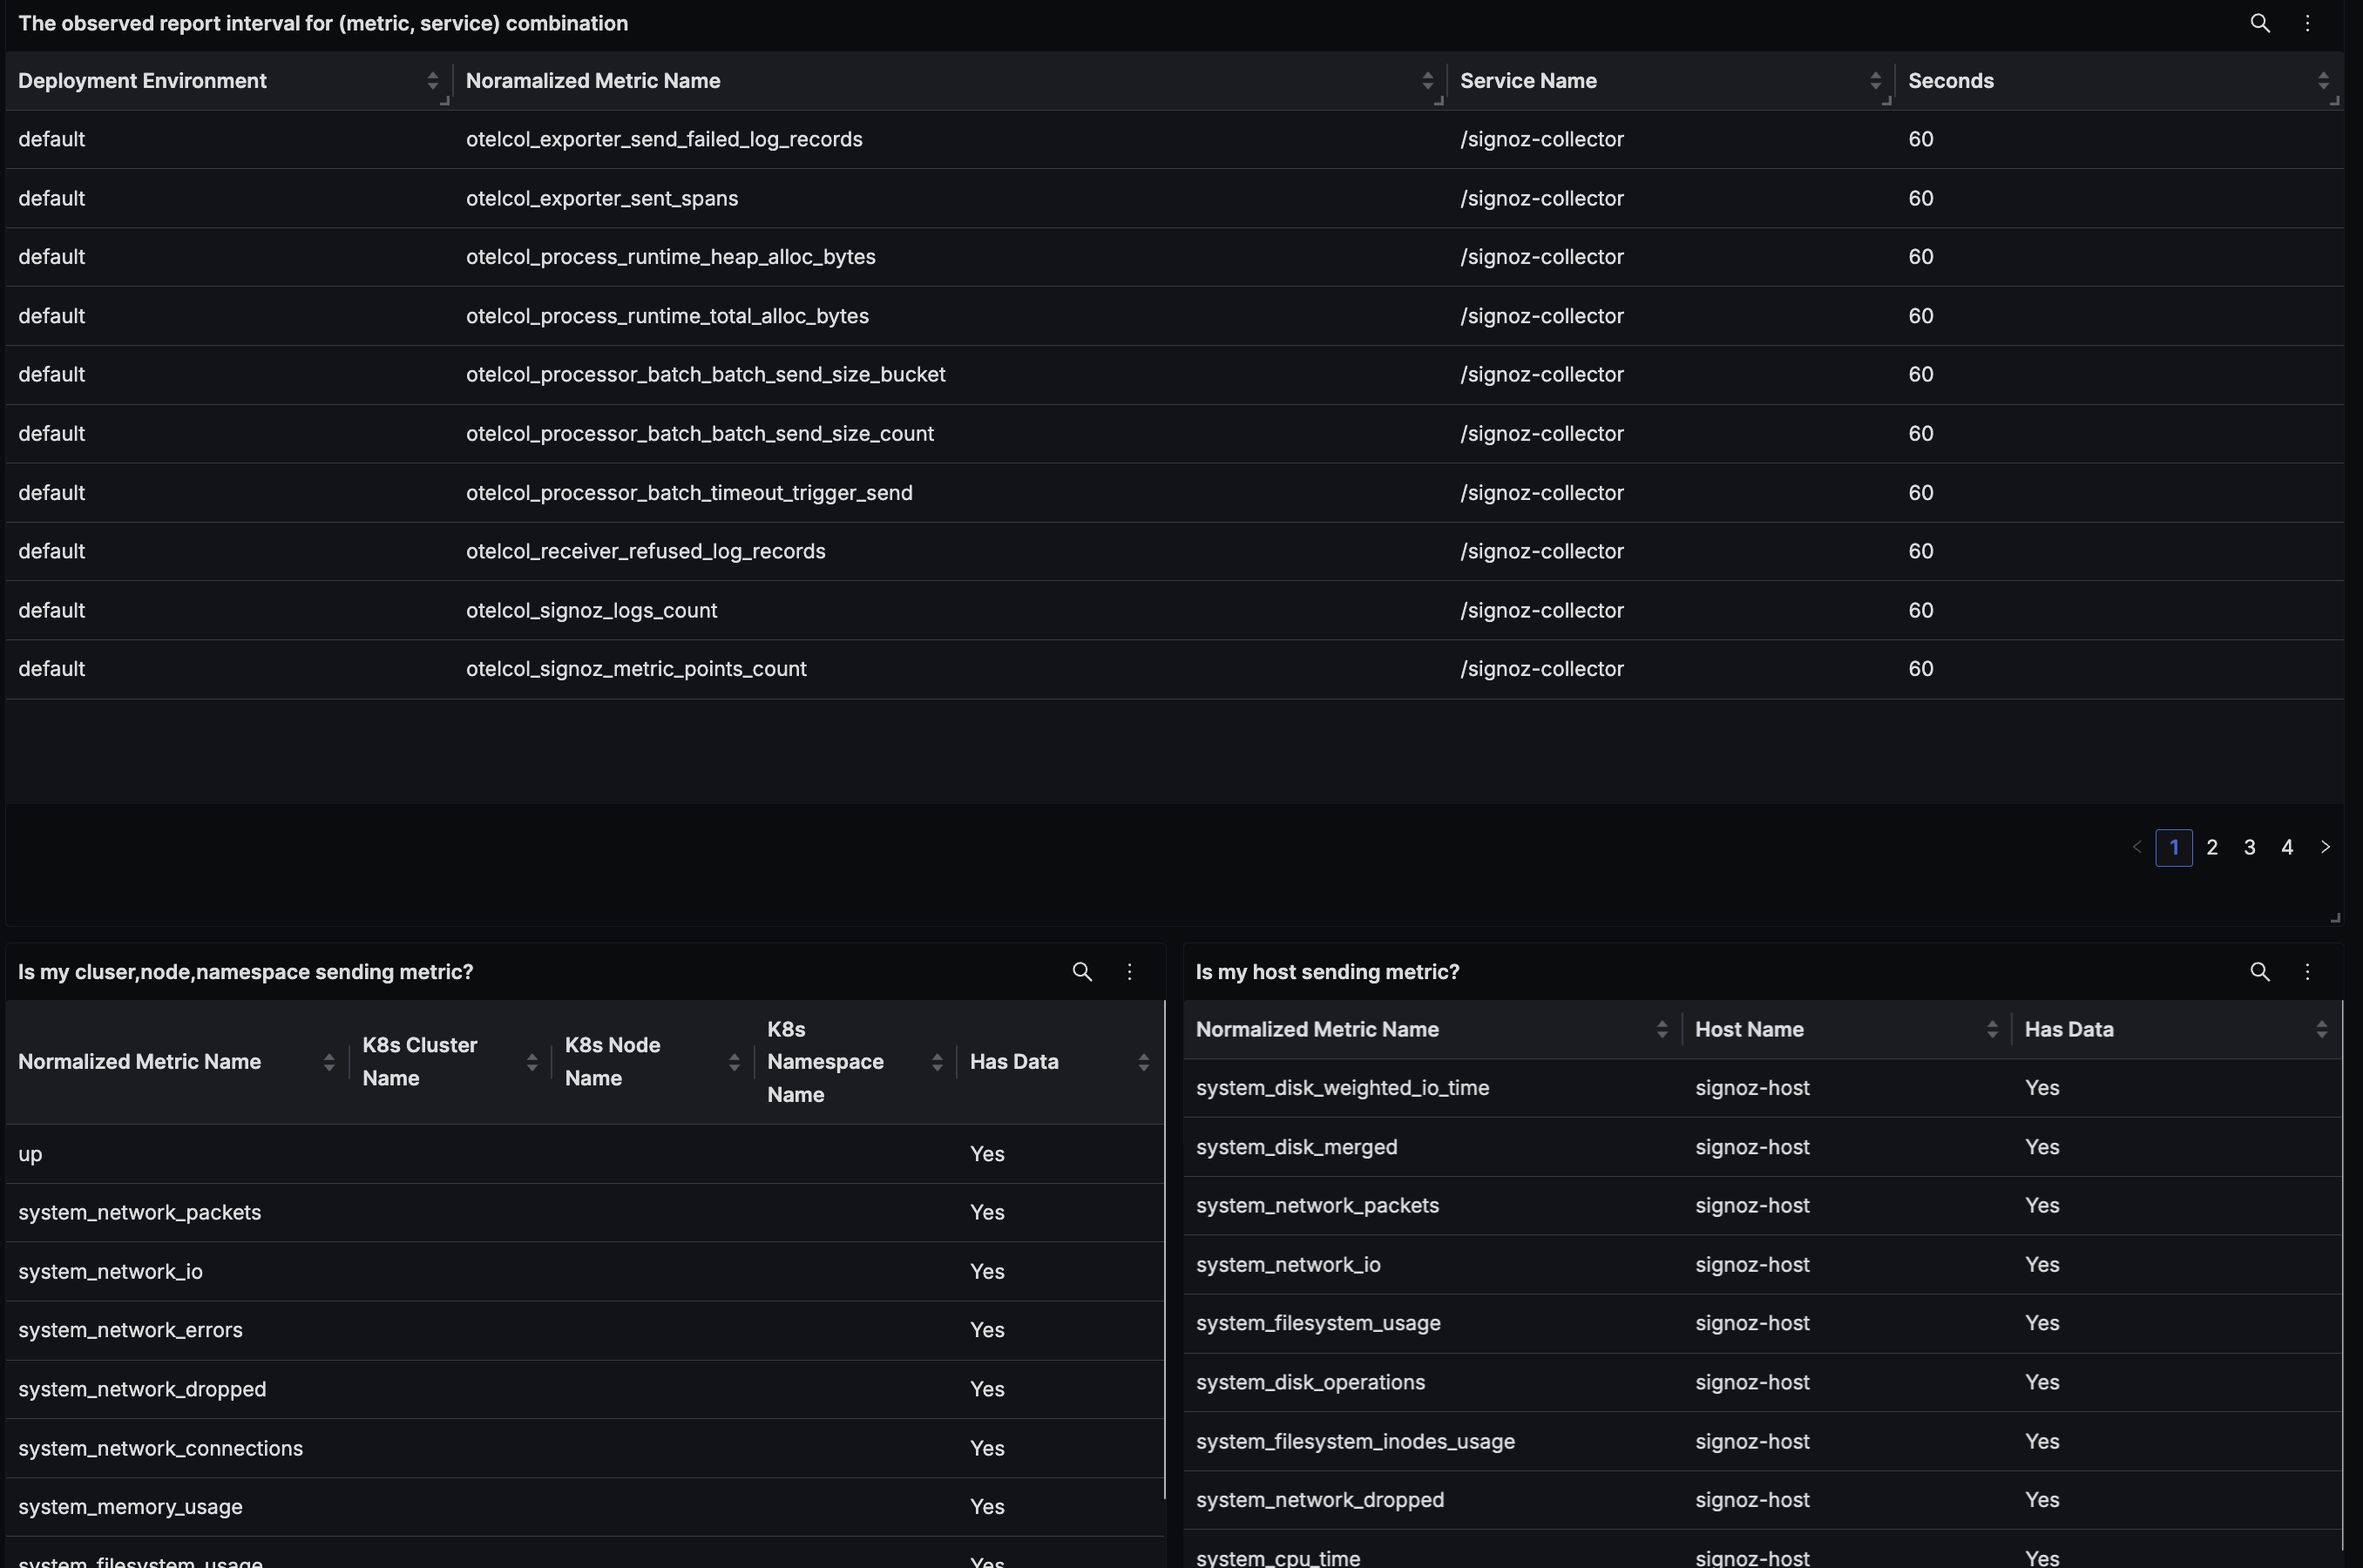 The observed report interval for (metric, service) combination
Deployment Environment Noramalized Metric Name Service Name Seconds
default otelcol_exporter_send_failed_log_records /signoz-collector 60
default otelcol_exporter_sent_spans /signoz-collector 60
default otelcol_process_runtime_heap_alloc_bytes /signoz-collector 60
default otelcol_process_runtime_total_alloc_bytes /signoz-collector 60
default otelcol_processor_batch_batch_send_size_bucket /signoz-collector 60
default otelcol_processor_batch_batch_send_size_count /signoz-collector 60
default otelcol_processor_batch_timeout_trigger_send /signoz-collector 60
default otelcol_receiver_refused_log_records /signoz-collector 60
default otelcol_signoz_logs_count /signoz-collector 60
default otelcol_signoz_metric_points_count /signoz-collector 60
< 1 2 3 4 >
Is my cluser,node,namespace sending metric?
Normalized Metric Name K8s Cluster Name K8s Node Name K8s Namespace Name Has Data
up Yes
system_network_packets Yes
system_network_io Yes
system_network_errors Yes
system_network_dropped Yes
system_network_connections Yes
system_memory_usage Yes
system_filesystem_usage Yes
Is my host sending metric?
Normalized Metric Name Host Name Has Data
system_disk_weighted_io_time signoz-host Yes
system_disk_merged signoz-host Yes
system_network_packets signoz-host Yes
system_network_io signoz-host Yes
system_filesystem_usage signoz-host Yes
system_disk_operations signoz-host Yes
system_filesystem_inodes_usage signoz-host Yes
system_network_dropped signoz-host Yes
system_cpu_time signoz-host Yes